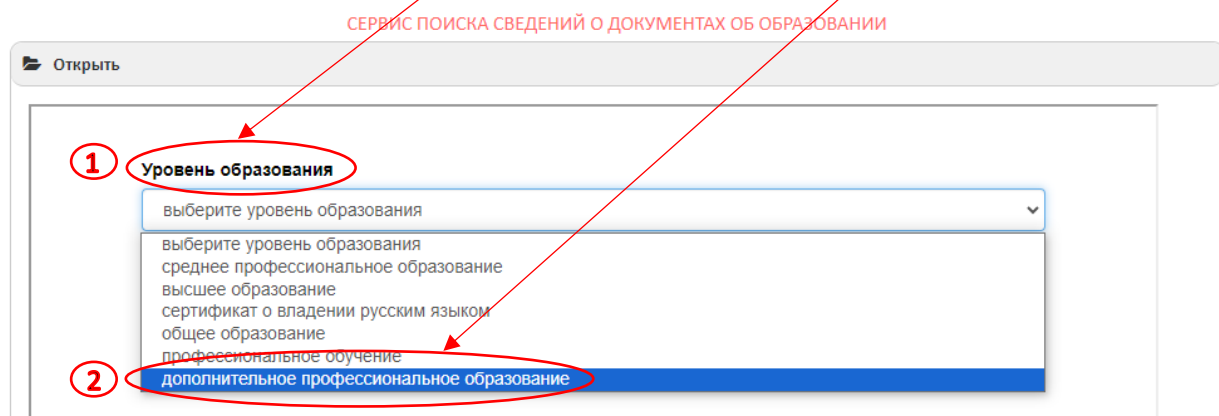 СЕРВИС ПОИСКА СВЕДЕНИЙ О ДОКУМЕНТАХ ОБ ОБРАЗОВАНИИ
Открыть
1
Уровень образования
выберите уровень образования
выберите уровень образования
среднее профессиональное образование
высшее образование
сертификат о владении русским языком
общее образование
профессиональное обучение
2 дополнительное профессиональное образование